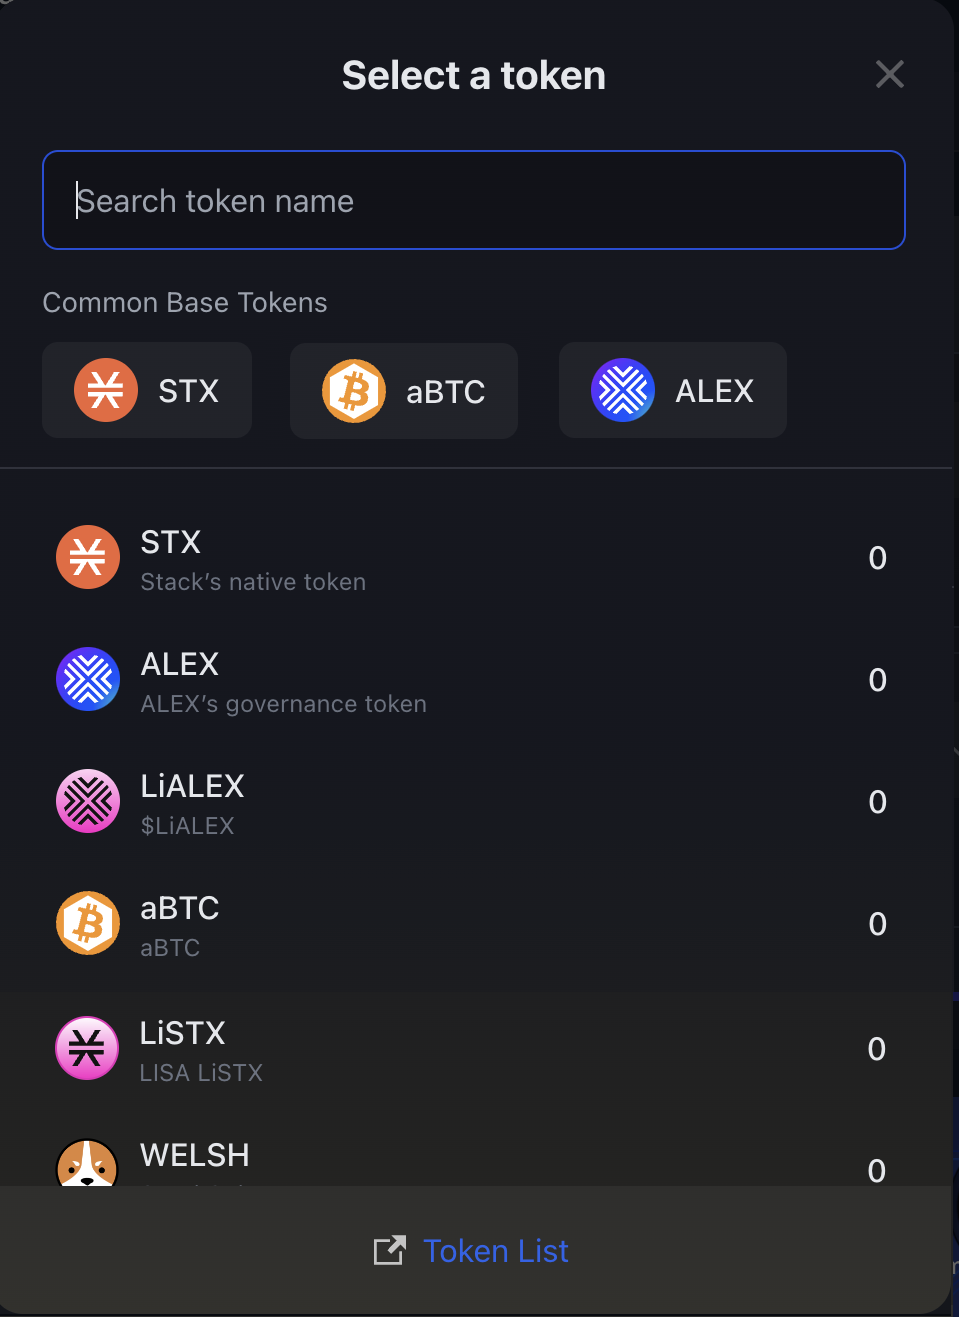 Select a token
Search token name
Common Base Tokens
STX
aBTC
ALEX
STX
Stack’s native token
0
ALEX
ALEX’s governance token
0
LiALEX
$LiALEX
0
aBTC
aBTC
0
LiSTX
LISA LiSTX
0
WELSH
0
Token List